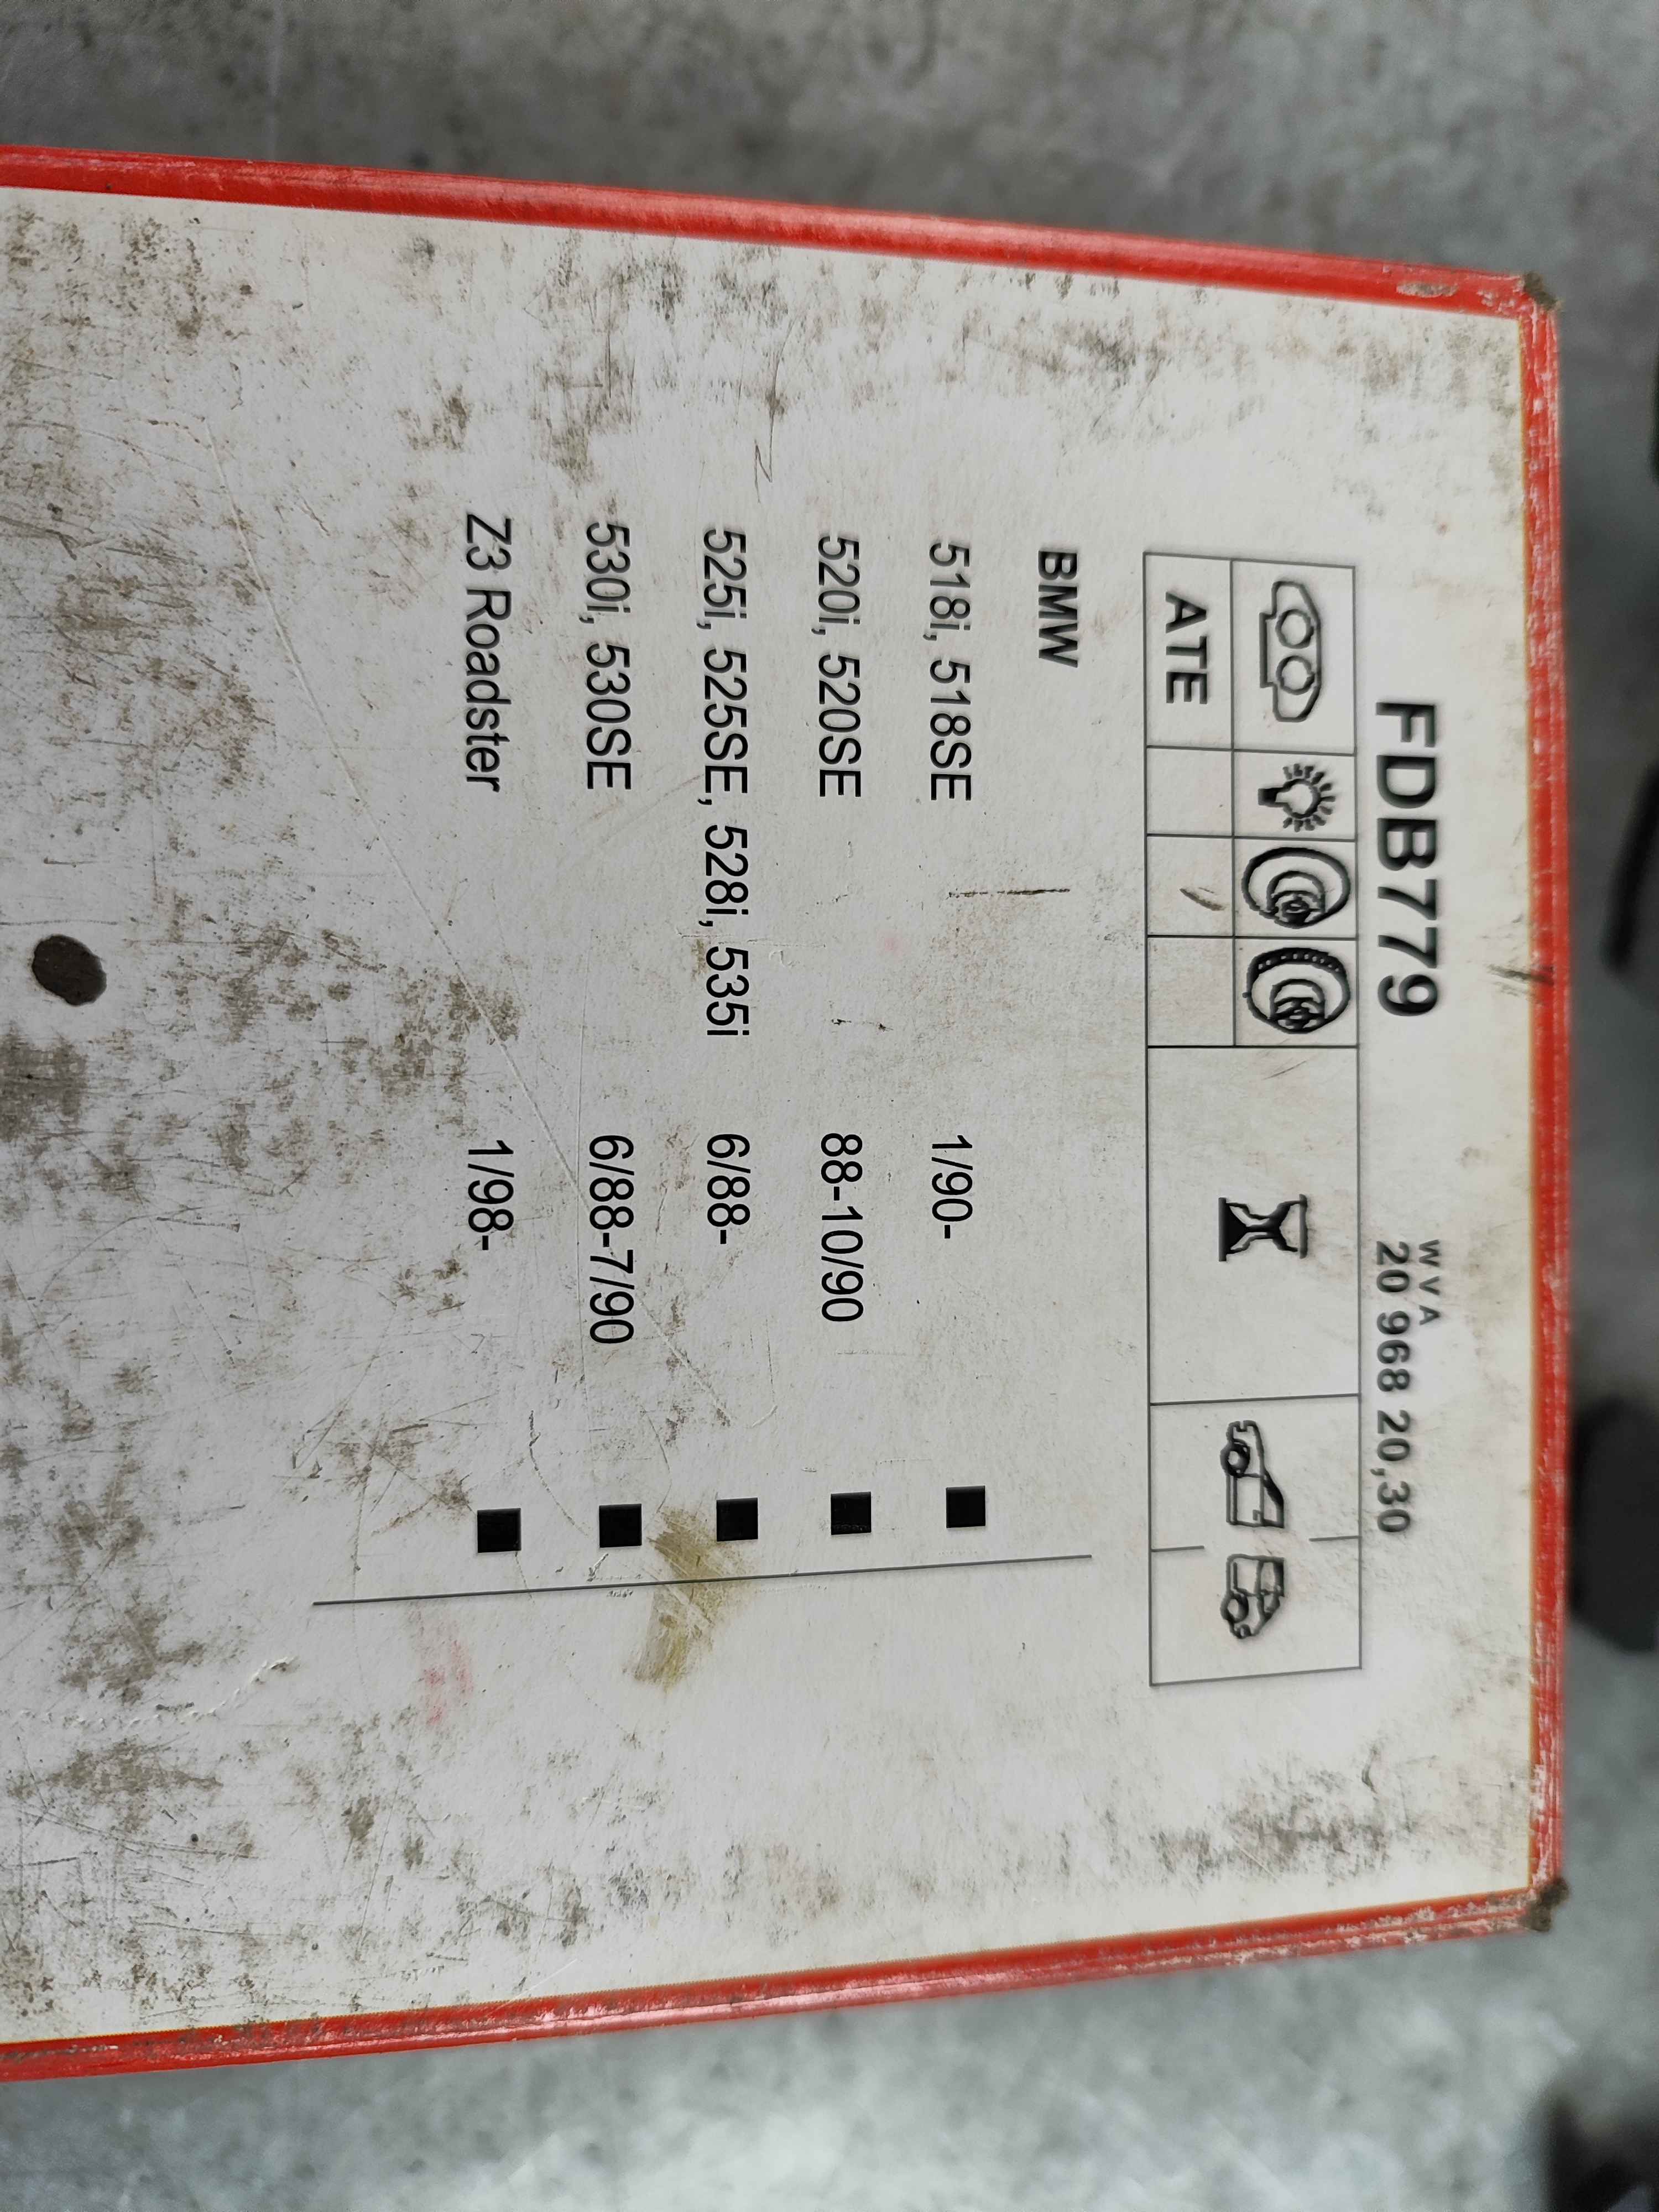 FDB779
WVA
20 968 20,30
ATE
BMW
518i, 518SE 1/90- ■
520i, 520SE 88-10/90 ■
525i, 525SE, 528i, 535i 6/88- ■
530i, 530SE 6/88-7/90 ■
Z3 Roadster 1/98- ■